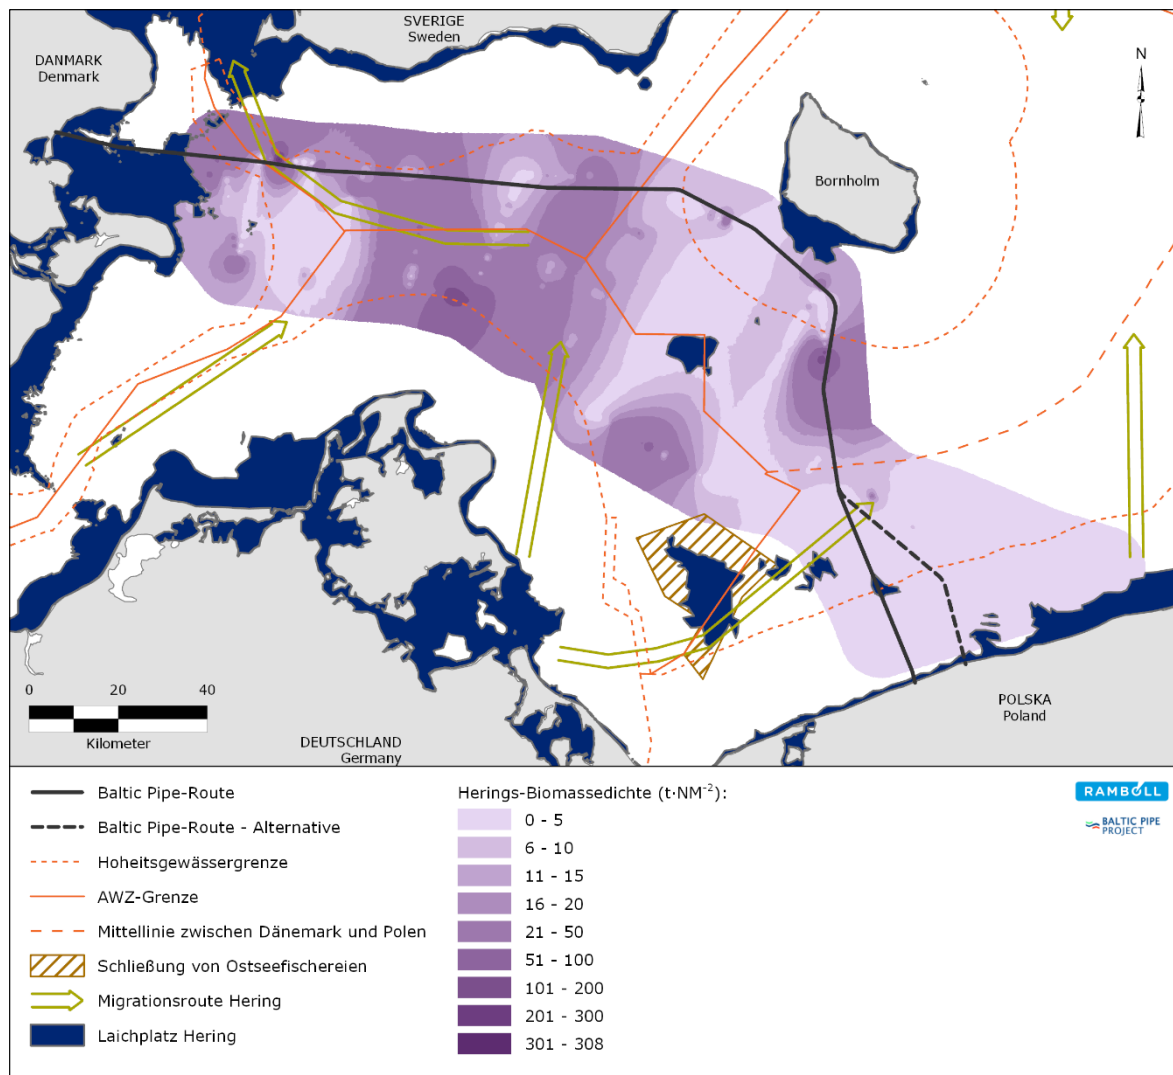 SVERIGE
Sweden
DANMARK
Denmark
N
Bornholm
0 20 40
Kilometer
DEUTSCHLAND
Germany
POLSKA
Poland
Baltic Pipe-Route
Baltic Pipe-Route - Alternative
Hoheitsgewässergrenze
AWZ-Grenze
Mittellinie zwischen Dänemark und Polen
Schließung von Ostseefischereien
Migrationsroute Hering
Laichplatz Hering
Herings-Biomassedichte (t·NM⁻²):
0 - 5
6 - 10
11 - 15
16 - 20
21 - 50
51 - 100
101 - 200
201 - 300
301 - 308
RAMBOLL
BALTIC PIPE
PROJECT